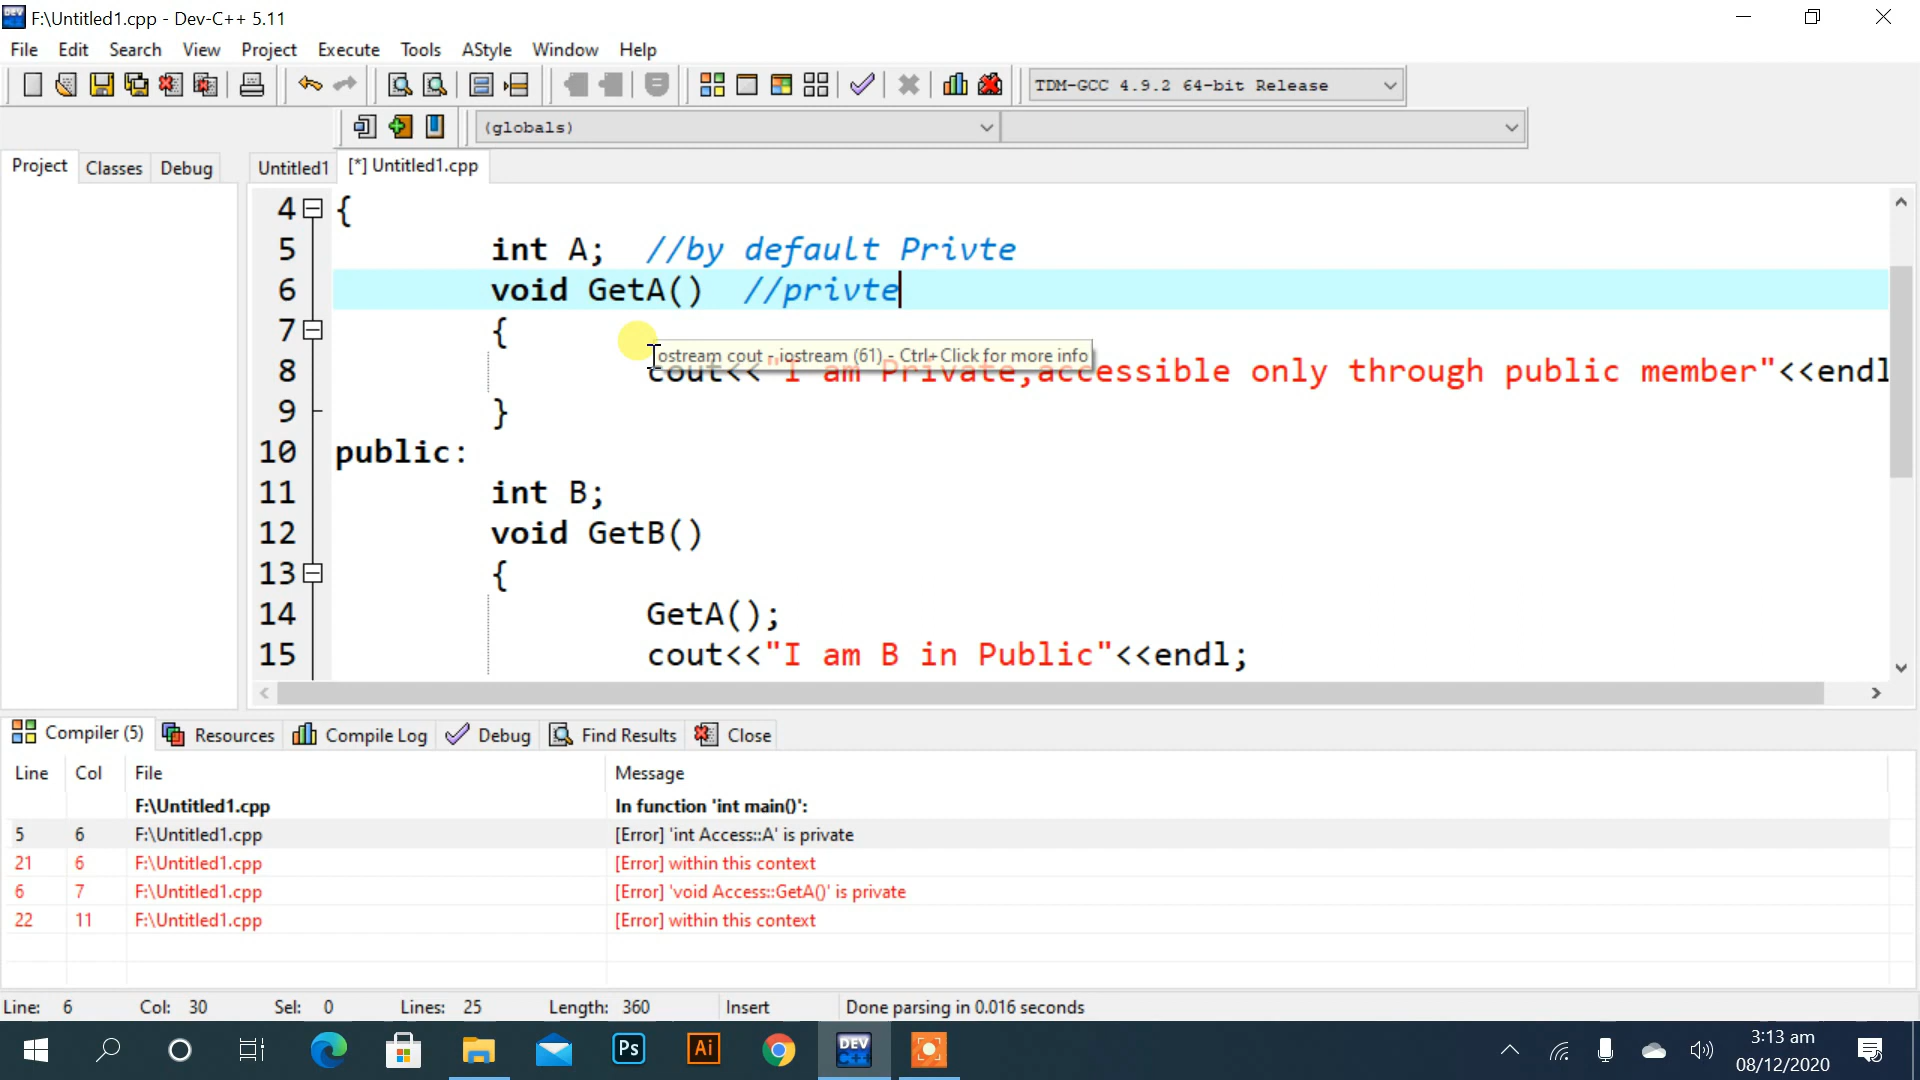 F:\Untitled1.cpp - Dev-C++ 5.11
File Edit Search View Project Execute Tools AStyle Window Help
TDM-GCC 4.9.2 64-bit Release
(globals)
Project Classes Debug Untitled1 [*] Untitled1.cpp
4 {
5 int A; //by default Privte
6 void GetA() //privte
7 {
ostream cout - iostream (61) - Ctrl+Click for more info
8 cout<<"I am Private,accessible only through public member"<<endl
9 }
10 public:
11 int B;
12 void GetB()
13 {
14 GetA();
15 cout<<"I am B in Public"<<endl;
Compiler (5) Resources Compile Log Debug Find Results Close
Line Col File Message
F:\Untitled1.cpp In function 'int main()':
5 6 F:\Untitled1.cpp [Error] 'int Access::A' is private
21 6 F:\Untitled1.cpp [Error] within this context
6 7 F:\Untitled1.cpp [Error] 'void Access::GetA()' is private
22 11 F:\Untitled1.cpp [Error] within this context
Line: 6 Col: 30 Sel: 0 Lines: 25 Length: 360 Insert Done parsing in 0.016 seconds
Ps Ai DEV C++
3:13 am
08/12/2020